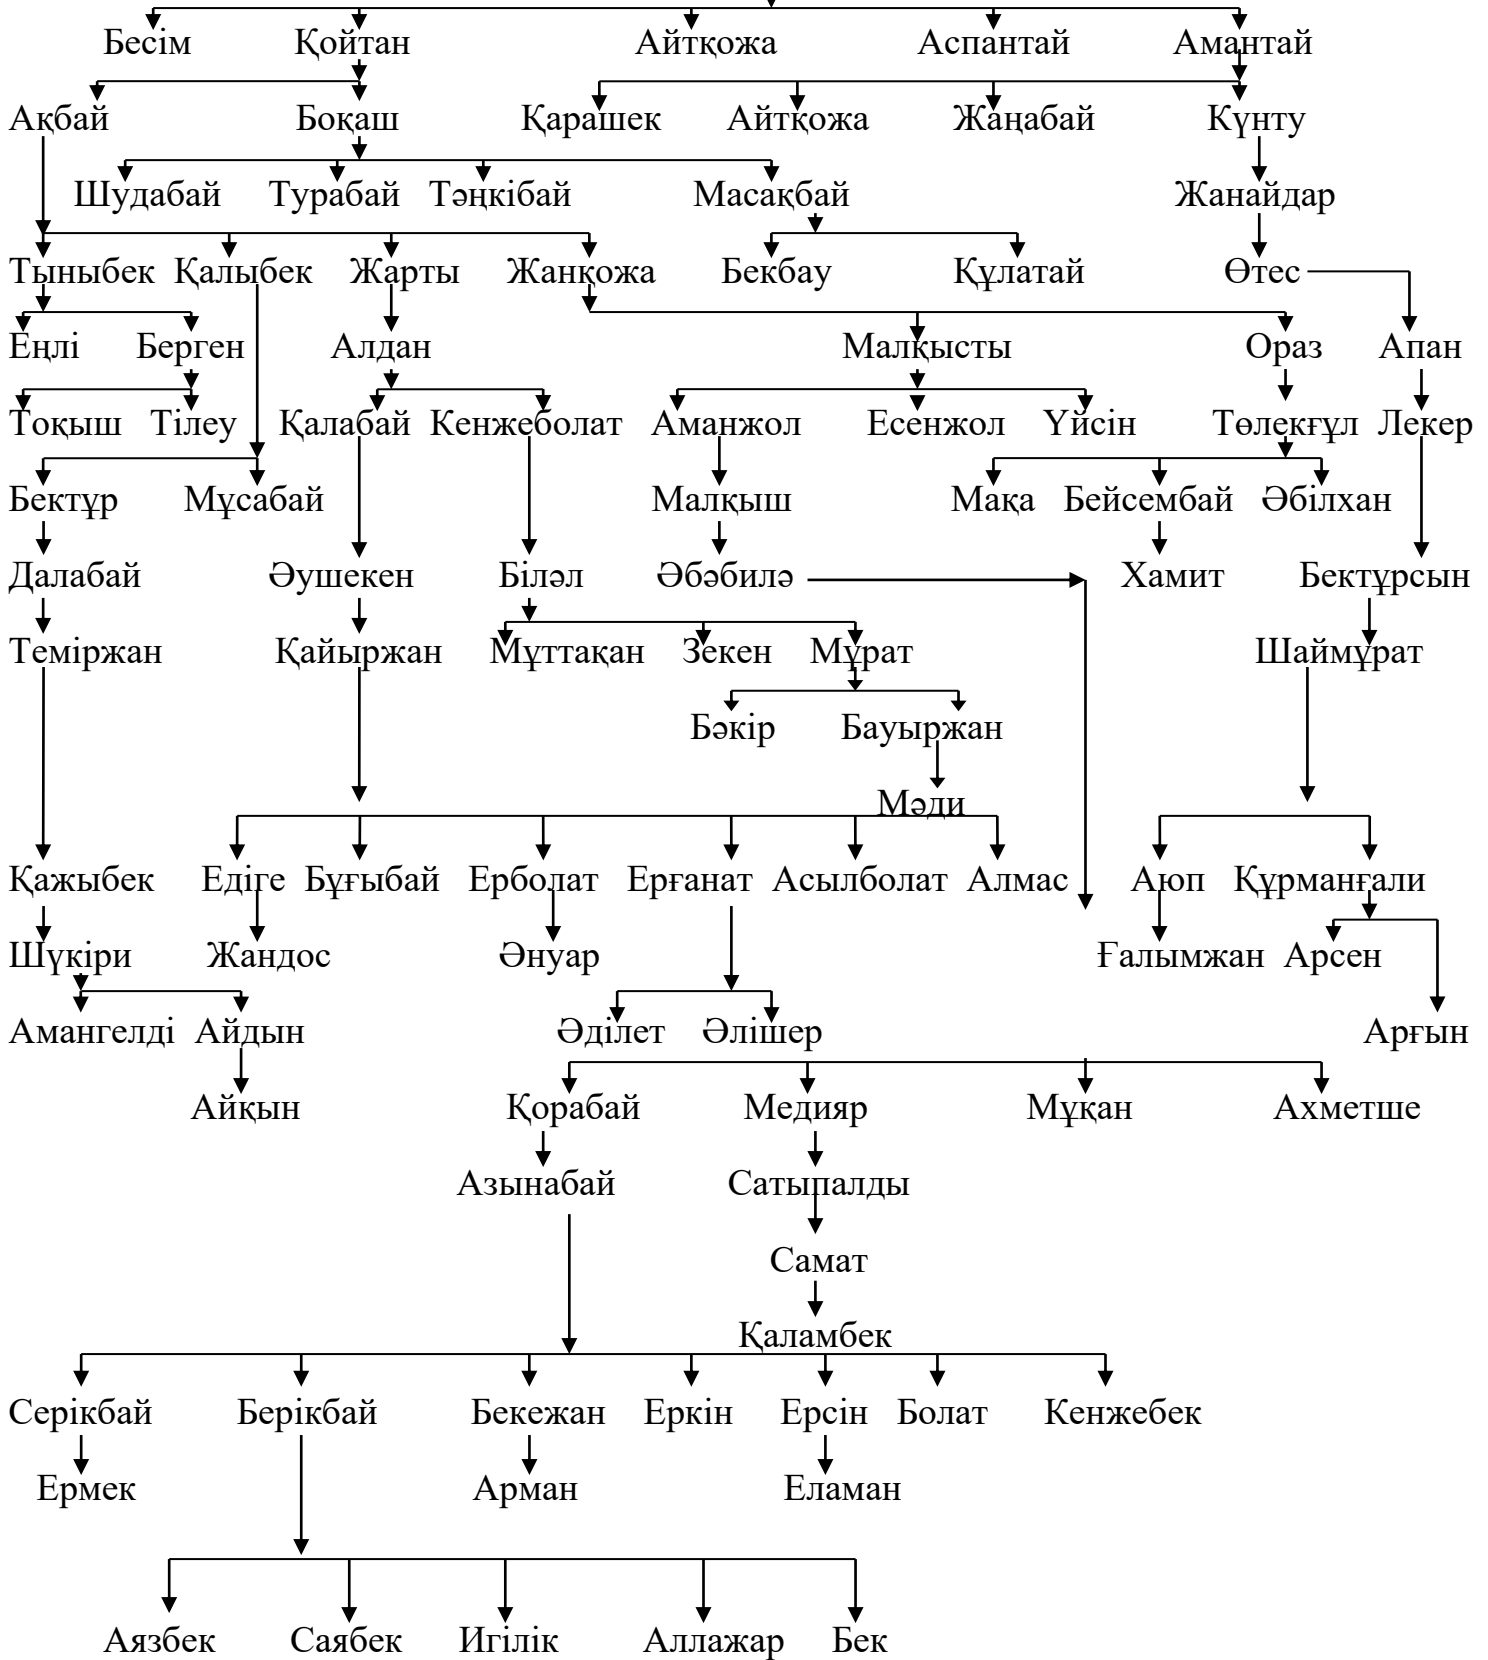 Бесім Қойтан Айтқожа Аспантай Амантай
Ақбай Боқаш Қарашек Айтқожа Жаңабай Күнту
Шудабай Турабай Тәңкібай Масақбай Жанайдар
Тыныбек Қалыбек Жарты Жанқожа Бекбау Құлатай Өтес
Еңлі Берген Алдан Малқысты Ораз Апан
Тоқыш Тілеу Қалабай Кенжеболат Аманжол Есенжол Үйсін Төлекғұл Лекер
Бектұр Мұсабай Малқыш Мақа Бейсембай Әбілхан
Далабай Әушекен Біләл Әбәбилә Хамит Бектұрсын
Теміржан Қайыржан Мұттақан Зекен Мұрат Шаймұрат
Бәкір Бауыржан
Мәди
Қажыбек Едіге Бұғыбай Ерболат Ерғанат Асылболат Алмас Аюп Құрманғали
Шүкіри Жандос Әнуар Ғалымжан Арсен
Амангелді Айдын Әділет Әлішер Арғын
Айқын Қорабай Медияр Мұқан Ахметше
Азынабай Сатыпалды
Самат
Қаламбек
Серікбай Берікбай Бекежан Еркін Ерсін Болат Кенжебек
Ермек Арман Еламан
Аязбек Саябек Игілік Аллажар Бек